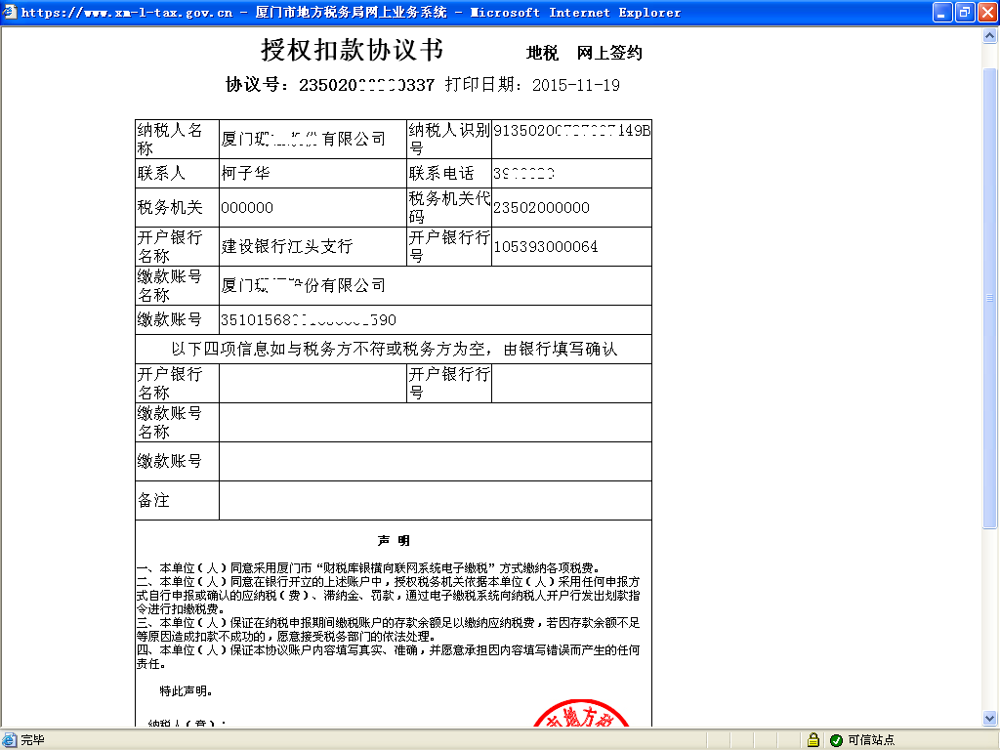 https://www.xm-l-tax.gov.cn - 厦门市地方税务局网上业务系统 - Microsoft Internet Explorer
授权扣款协议书 地税 网上签约
协议号：235020 0337 打印日期：2015-11-19
纳税人名称 厦门 有限公司 纳税人识别号 91350200 149B
联系人 柯子华 联系电话 39
税务机关 000000 税务机关代码 23502000000
开户银行名称 建设银行江头支行 开户银行行号 105393000064
缴款账号名称 厦门 份有限公司
缴款账号 35101568 590
以下四项信息如与税务方不符或税务方为空，由银行填写确认
开户银行名称 开户银行行号
缴款账号名称
缴款账号
备注
声 明
一、本单位(人)同意采用厦门市“财税库银横向联网系统电子缴税”方式缴纳各项税费。
二、本单位(人)同意在银行开立的上述账户中，授权税务机关依据本单位(人)采用任何申报方
式自行申报或确认的应纳税(费)、滞纳金、罚款，通过电子缴税系统向纳税人开户行发出划款指
令进行扣缴税费。
三、本单位(人)保证在纳税申报期间缴税账户的存款余额足以缴纳应纳税费，若因存款余额不足
等原因造成扣款不成功的，愿意接受税务部门的依法处理。
四、本单位(人)保证本协议账户内容填写真实、准确，并愿意承担因内容填写错误而产生的任何
责任。
特此声明。
纳税人(章)：
市地方税
完毕 可信站点